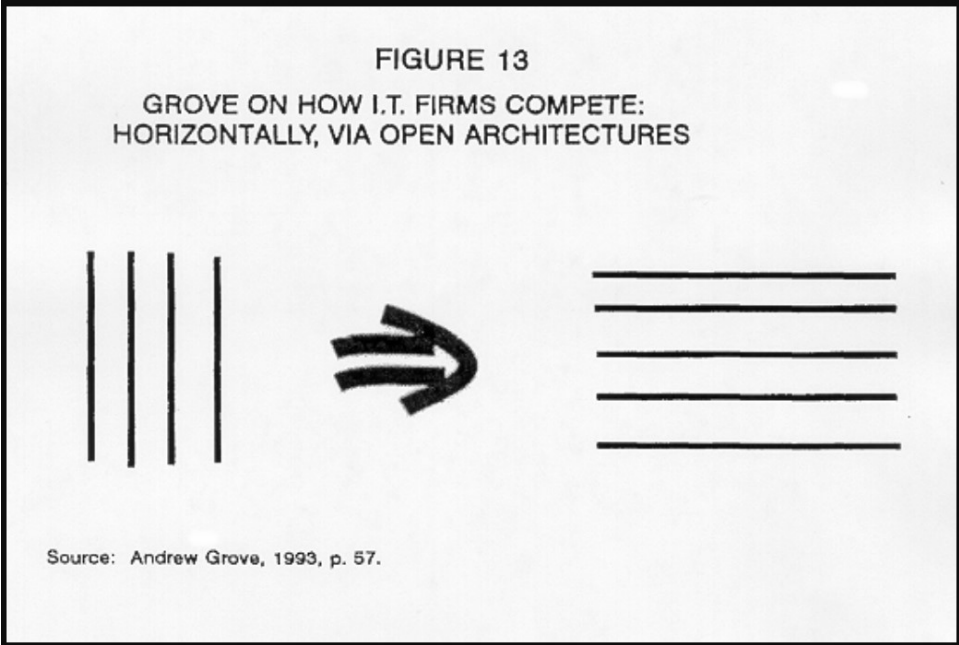 FIGURE 13
GROVE ON HOW I.T. FIRMS COMPETE:
HORIZONTALLY, VIA OPEN ARCHITECTURES
Source: Andrew Grove, 1993, p. 57.